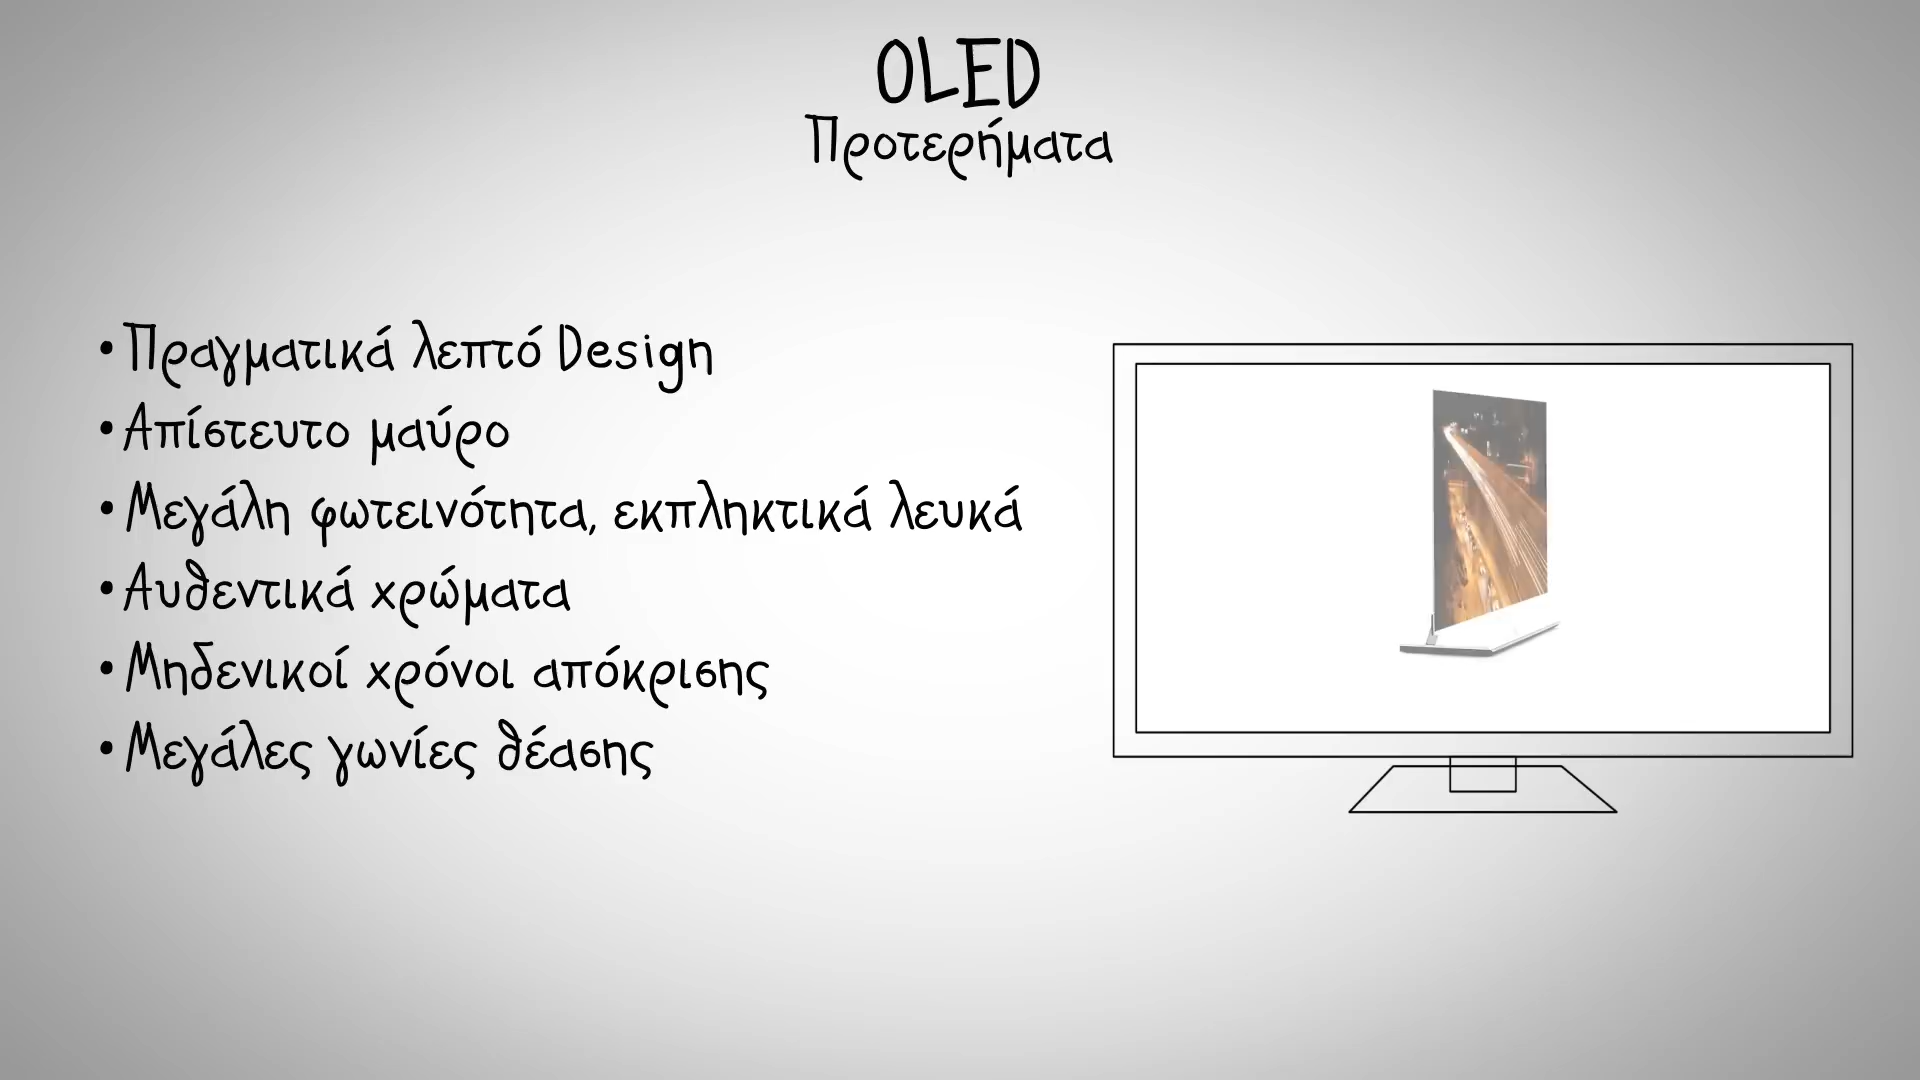 OLED
Προτερήματα
• Πραγματικά λεπτό Design
• Απίστευτο μαύρο
• Μεγάλη φωτεινότητα, εκπληκτικά λευκά
• Αυθεντικά χρώματα
• Μηδενικοί χρόνοι απόκρισης
• Μεγάλες γωνίες θέασης